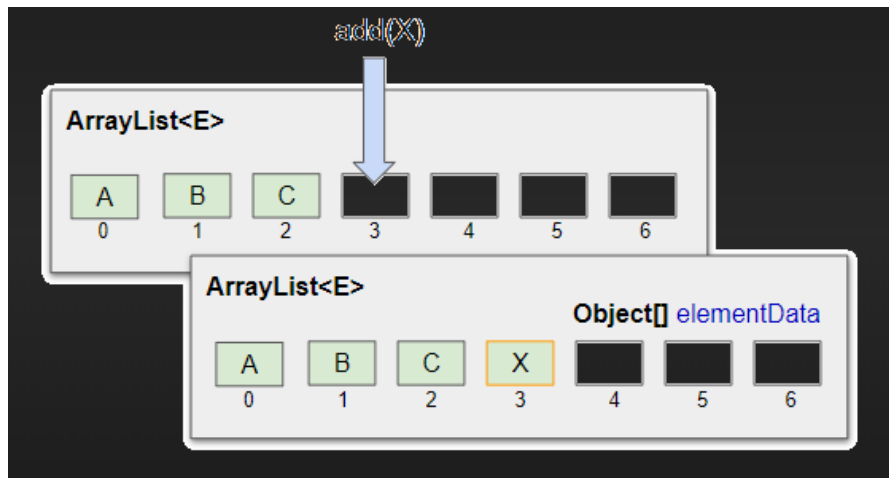 add(X)
ArrayList<E>
A B C
0 1 2 3 4 5 6
ArrayList<E>
Object[] elementData
A B C X
0 1 2 3 4 5 6